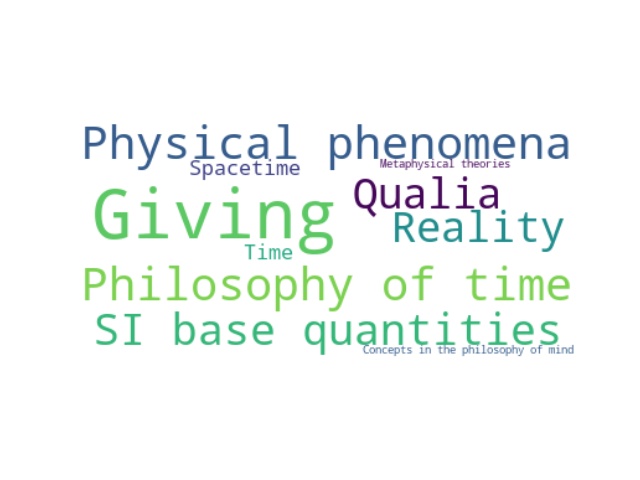 Physical phenomena
Metaphysical theories
Spacetime
Qualia
Giving
Reality
Time
Philosophy of time
SI base quantities
Concepts in the philosophy of mind